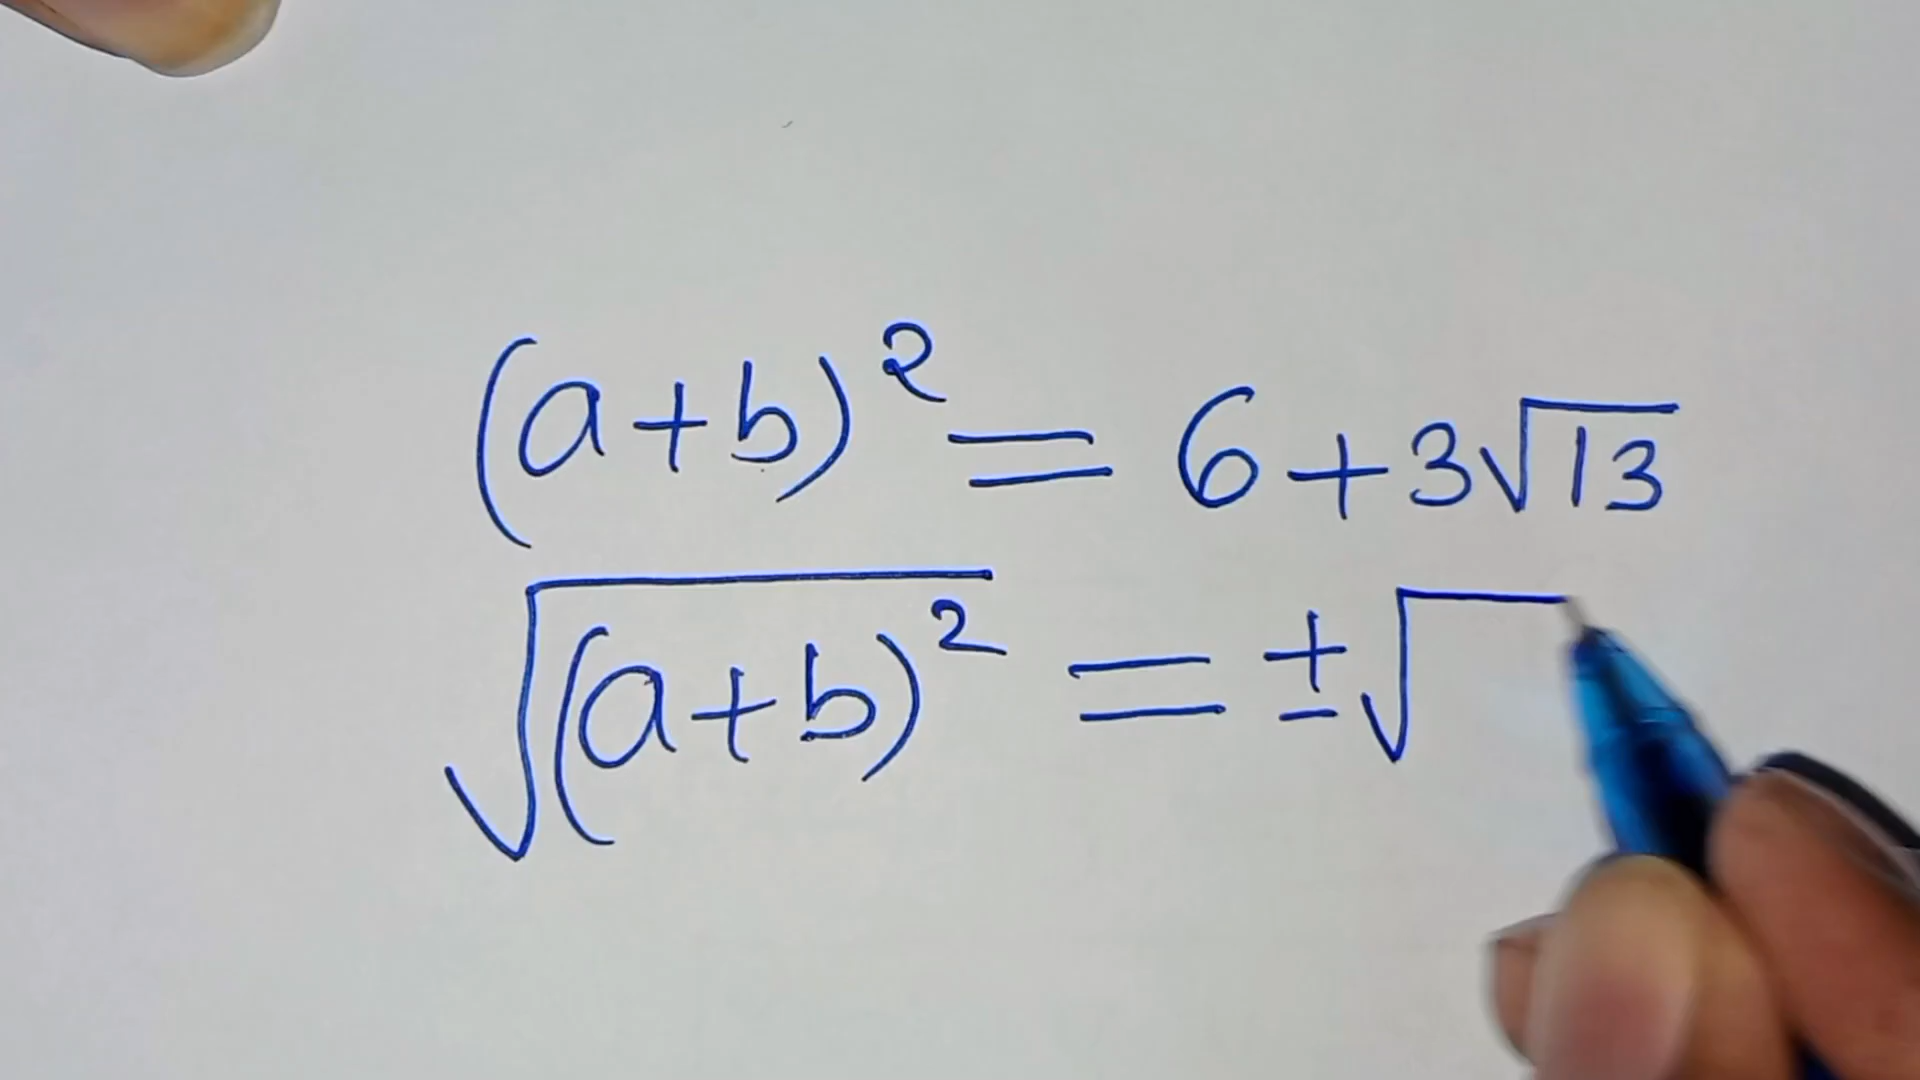 (a+b)² = 6+3√13
√(a+b)² = ±√